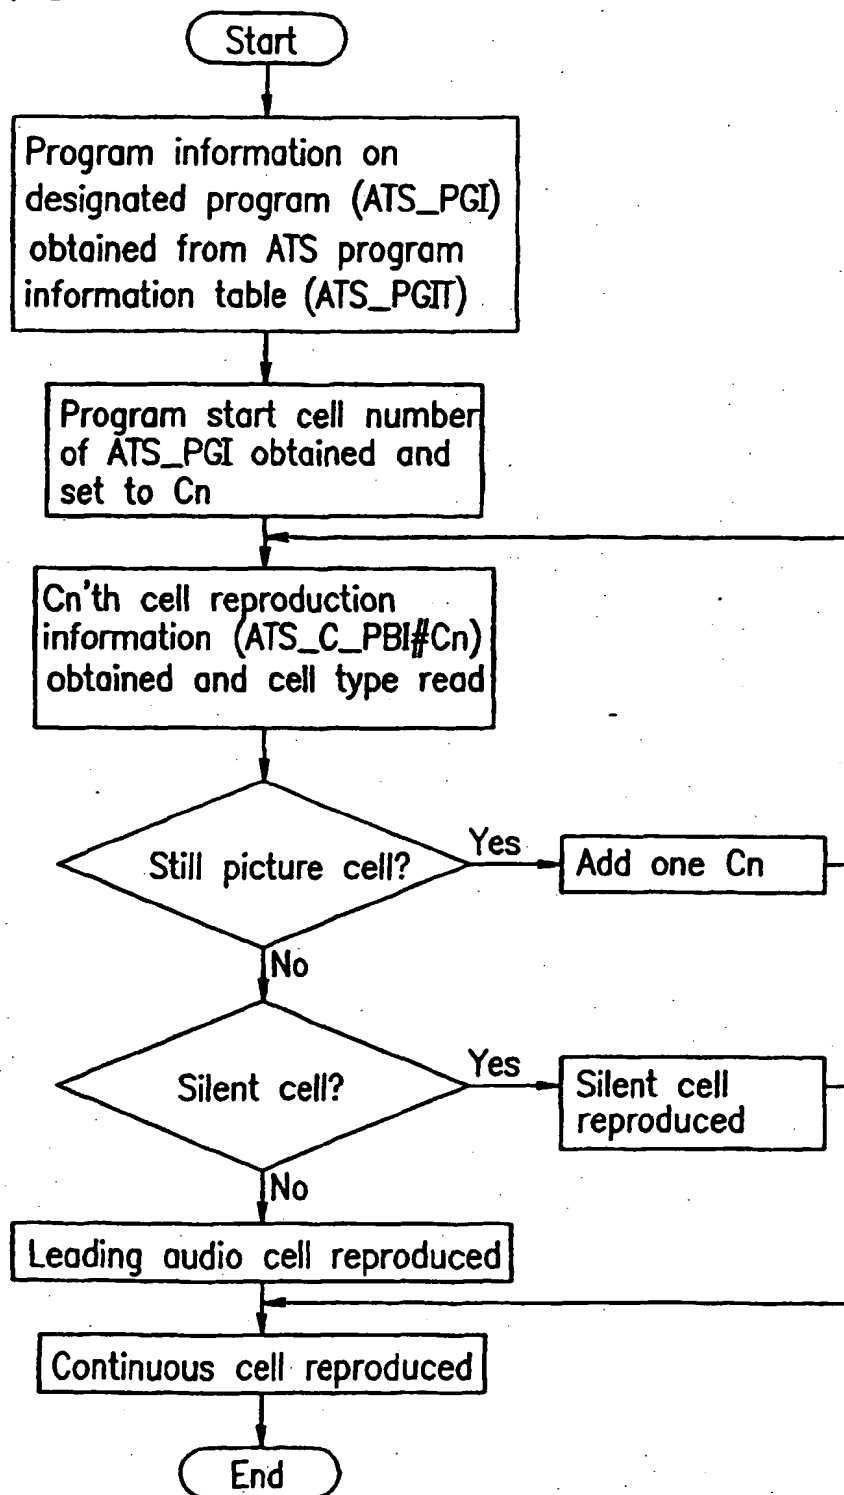 Start
Program information on
designated program (ATS_PGI)
obtained from ATS program
information table (ATS_PGIT)
Program start cell number
of ATS_PGI obtained and
set to Cn
Cn'th cell reproduction
information (ATS_C_PBI#Cn)
obtained and cell type read
Still picture cell?
Yes
Add one Cn
No
Silent cell?
Yes
Silent cell
reproduced
No
Leading audio cell reproduced
Continuous cell reproduced
End